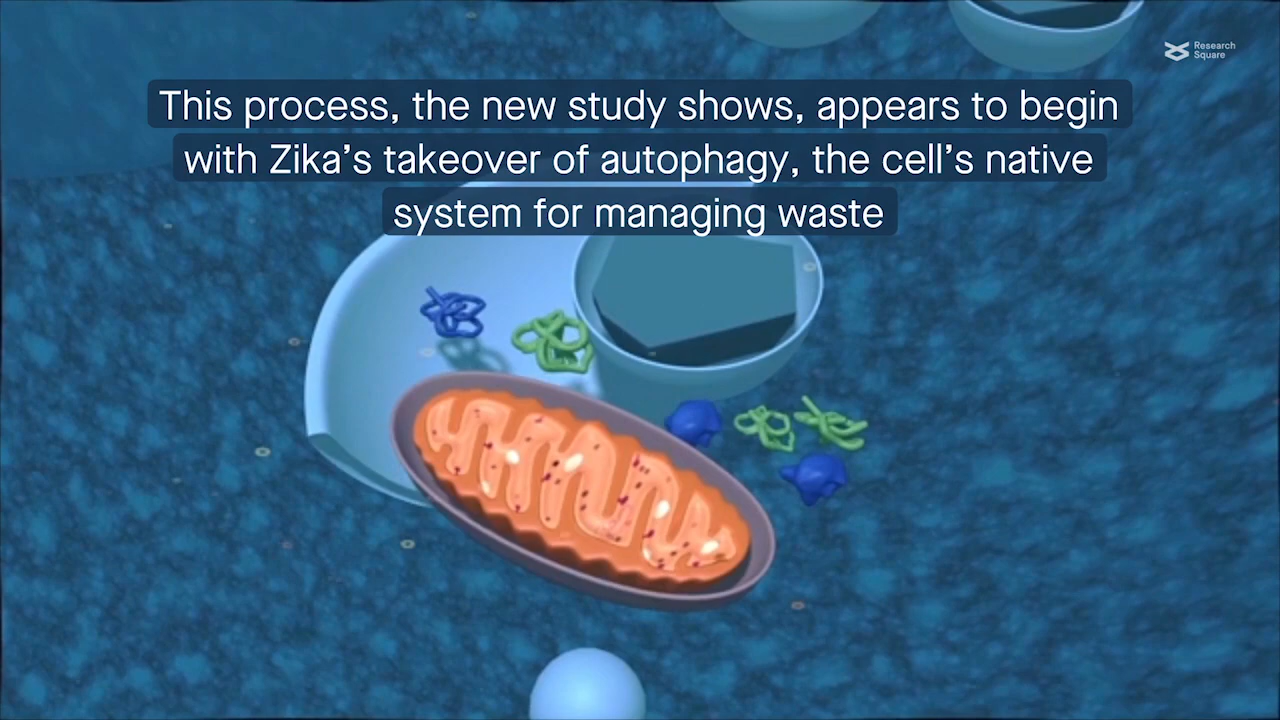 Research
Square
This process, the new study shows, appears to begin
with Zika’s takeover of autophagy, the cell’s native
system for managing waste